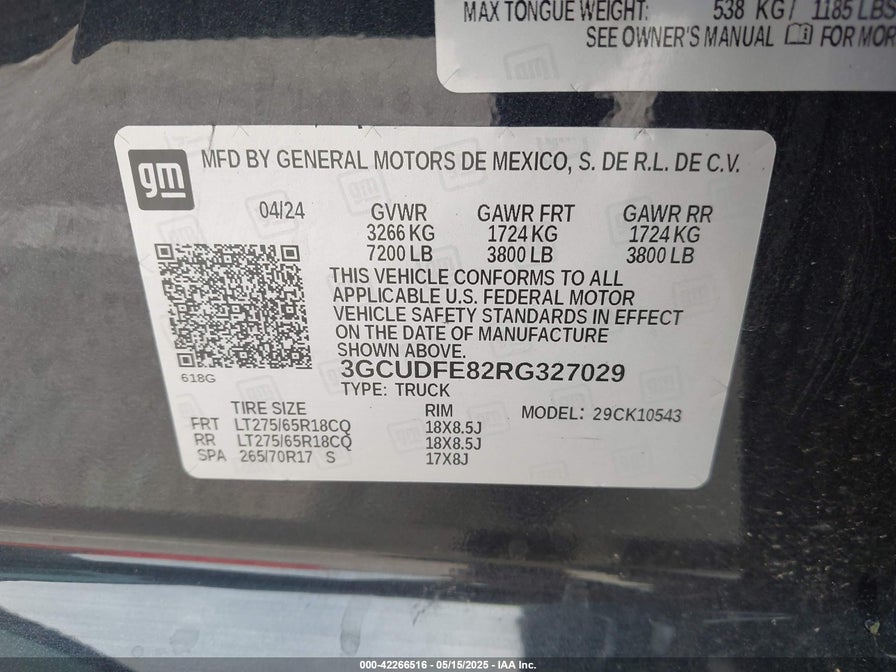 MAX TONGUE WEIGHT: 538 KG/ 1185 LBS
SEE OWNER'S MANUAL FOR MOR
gm
MFD BY GENERAL MOTORS DE MEXICO, S. DE R.L. DE C.V.
04/24 GVWR GAWR FRT GAWR RR
3266 KG 1724 KG 1724 KG
7200 LB 3800 LB 3800 LB
THIS VEHICLE CONFORMS TO ALL
APPLICABLE U.S. FEDERAL MOTOR
VEHICLE SAFETY STANDARDS IN EFFECT
ON THE DATE OF MANUFACTURE
SHOWN ABOVE.
3GCUDFE82RG327029
618G
TYPE: TRUCK
TIRE SIZE RIM MODEL: 29CK10543
FRT LT275/65R18CQ 18X8.5J
RR LT275/65R18CQ 18X8.5J
SPA 265/70R17 S 17X8J
000-42266516 - 05/15/2025 - IAA Inc.